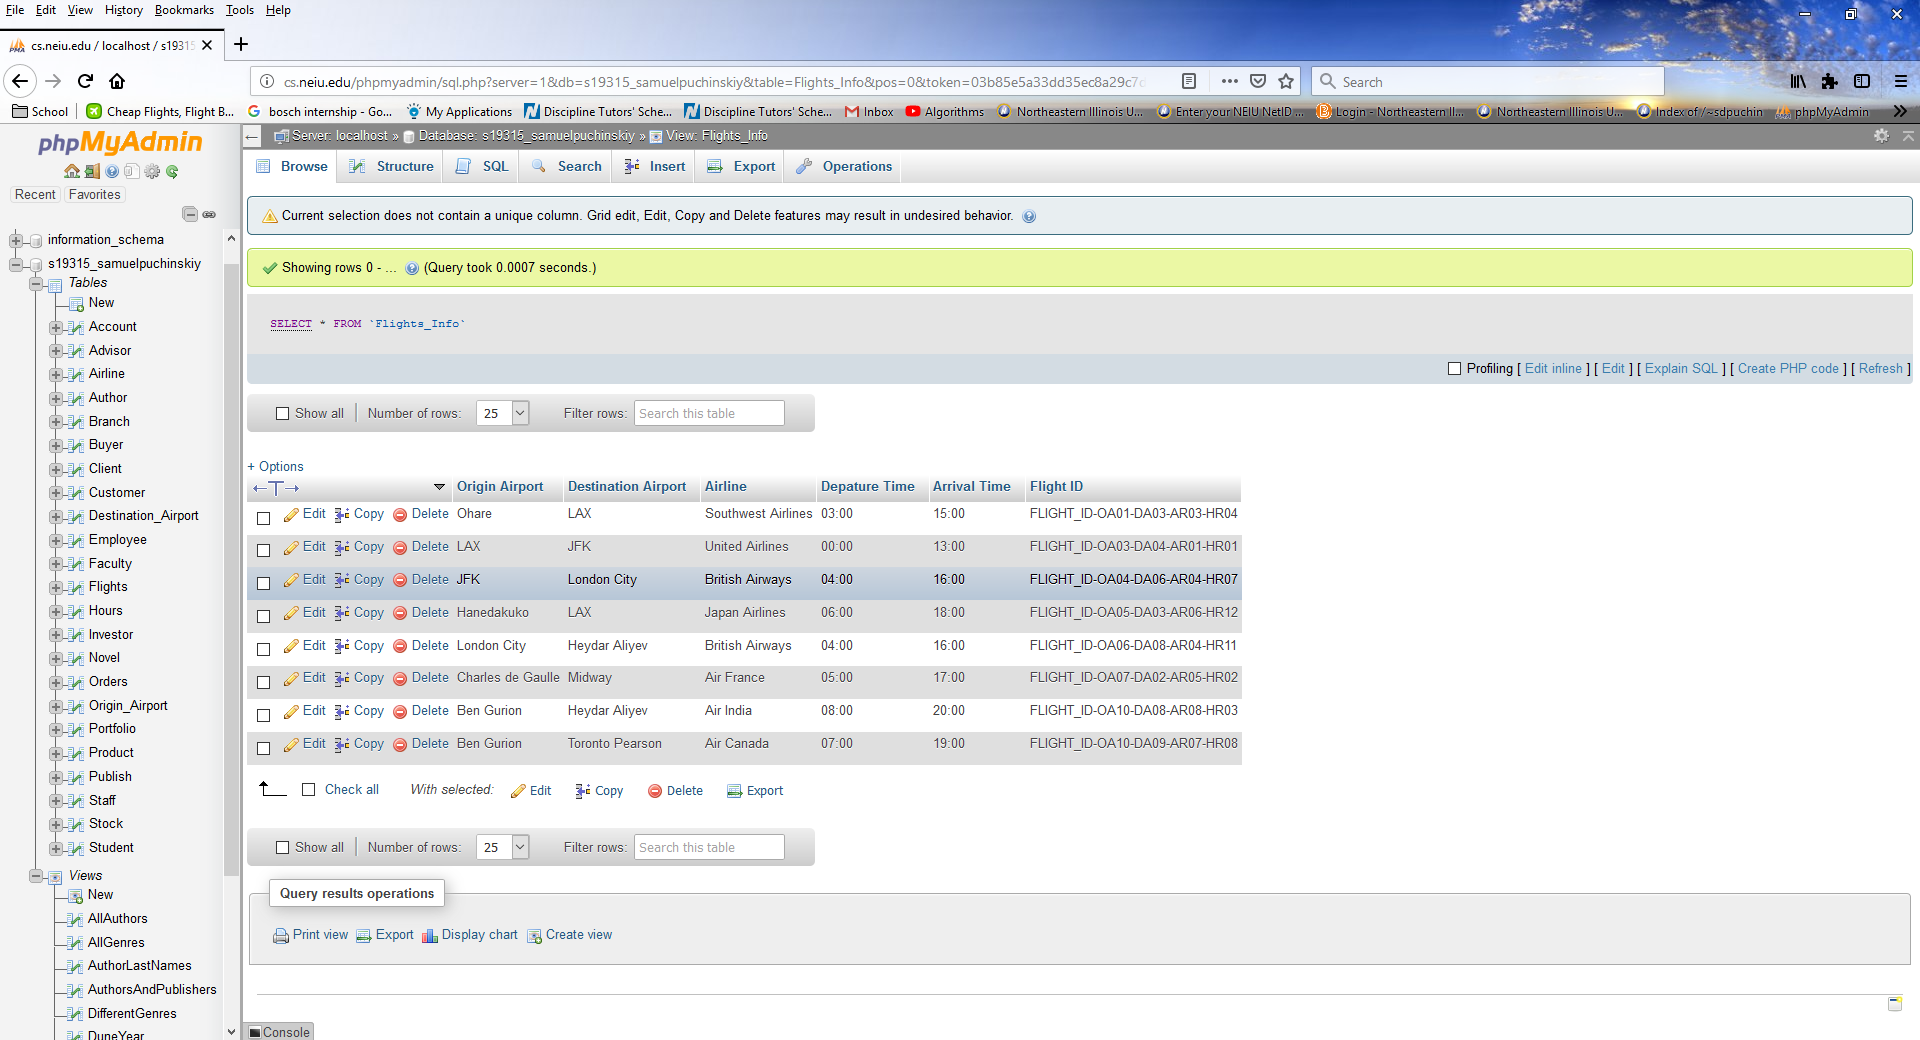 File Edit View History Bookmarks Tools Help
cs.neiu.edu / localhost / s19315
cs.neiu.edu/phpmyadmin/sql.php?server=1&db=s19315_samuelpuchinskiy&table=Flights_Info&pos=0&token=03b85e5a33dd35ec8a29c7
Search
School Cheap Flights, Flight B... bosch internship - Go... My Applications Discipline Tutors' Sche... Discipline Tutors' Sche... Inbox Algorithms Northeastern Illinois U... Enter your NEIU NetID ... Login - Northeastern Il... Northeastern Illinois U... Index of /~sdpuchin phpMyAdmin
phpMyAdmin
Recent Favorites
information_schema
s19315_samuelpuchinskiy
Tables
New
Account
Advisor
Airline
Author
Branch
Buyer
Client
Customer
Destination_Airport
Employee
Faculty
Flights
Hours
Investor
Novel
Orders
Origin_Airport
Portfolio
Product
Publish
Staff
Stock
Student
Views
New
AllAuthors
AllGenres
AuthorLastNames
AuthorsAndPublishers
DifferentGenres
DuneYear
Server: localhost » Database: s19315_samuelpuchinskiy » View: Flights_Info
Browse Structure SQL Search Insert Export Operations
Current selection does not contain a unique column. Grid edit, Edit, Copy and Delete features may result in undesired behavior.
Showing rows 0 - ... (Query took 0.0007 seconds.)
SELECT * FROM `Flights_Info`
Profiling [ Edit inline ] [ Edit ] [ Explain SQL ] [ Create PHP code ] [ Refresh ]
Show all Number of rows: 25 Filter rows: Search this table
+ Options
Origin Airport Destination Airport Airline Depature Time Arrival Time Flight ID
Edit Copy Delete Ohare LAX Southwest Airlines 03:00 15:00 FLIGHT_ID-OA01-DA03-AR03-HR04
Edit Copy Delete LAX JFK United Airlines 00:00 13:00 FLIGHT_ID-OA03-DA04-AR01-HR01
Edit Copy Delete JFK London City British Airways 04:00 16:00 FLIGHT_ID-OA04-DA06-AR04-HR07
Edit Copy Delete Hanedakuko LAX Japan Airlines 06:00 18:00 FLIGHT_ID-OA05-DA03-AR06-HR12
Edit Copy Delete London City Heydar Aliyev British Airways 04:00 16:00 FLIGHT_ID-OA06-DA08-AR04-HR11
Edit Copy Delete Charles de Gaulle Midway Air France 05:00 17:00 FLIGHT_ID-OA07-DA02-AR05-HR02
Edit Copy Delete Ben Gurion Heydar Aliyev Air India 08:00 20:00 FLIGHT_ID-OA10-DA08-AR08-HR03
Edit Copy Delete Ben Gurion Toronto Pearson Air Canada 07:00 19:00 FLIGHT_ID-OA10-DA09-AR07-HR08
Check all With selected: Edit Copy Delete Export
Show all Number of rows: 25 Filter rows: Search this table
Query results operations
Print view Export Display chart Create view
Console